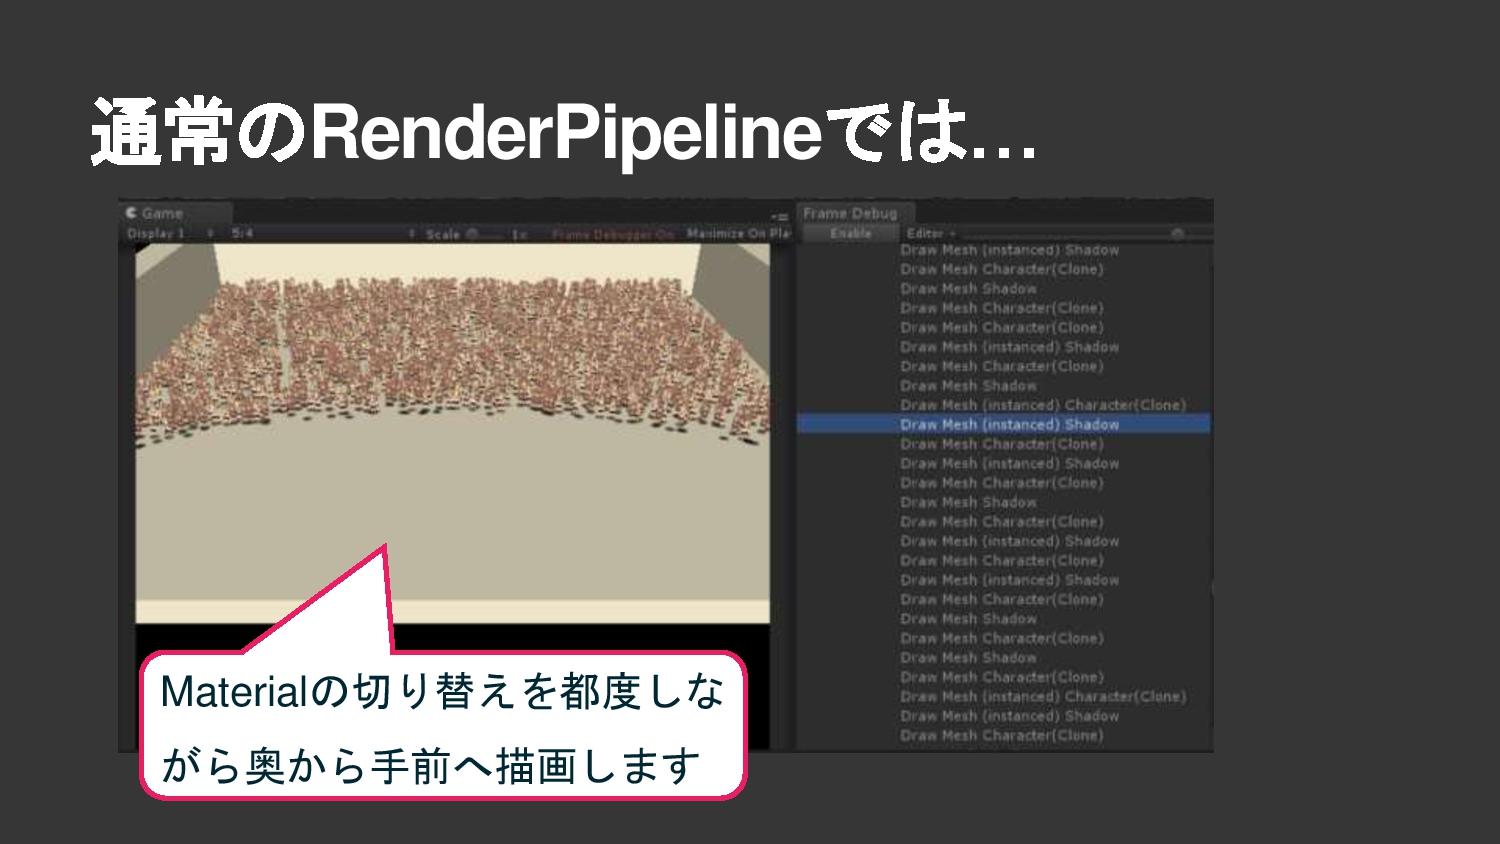 通常のRenderPipelineでは…
Game
Display 1 5:4 Scale 1x Frame Debugger On Maximize On Pla
Frame Debug
Enable Editor
Draw Mesh (instanced) Shadow
Draw Mesh Character(Clone)
Draw Mesh Shadow
Draw Mesh Character(Clone)
Draw Mesh Character(Clone)
Draw Mesh (instanced) Shadow
Draw Mesh Character(Clone)
Draw Mesh Shadow
Draw Mesh (instanced) Character(Clone)
Draw Mesh (instanced) Shadow
Draw Mesh Character(Clone)
Draw Mesh (instanced) Shadow
Draw Mesh Character(Clone)
Draw Mesh Shadow
Draw Mesh Character(Clone)
Draw Mesh (instanced) Shadow
Draw Mesh Character(Clone)
Draw Mesh (instanced) Shadow
Draw Mesh Character(Clone)
Draw Mesh Shadow
Draw Mesh Character(Clone)
Draw Mesh Shadow
Draw Mesh Character(Clone)
Draw Mesh (instanced) Character(Clone)
Draw Mesh (instanced) Shadow
Draw Mesh Character(Clone)
Materialの切り替えを都度しな
がら奥から手前へ描画します